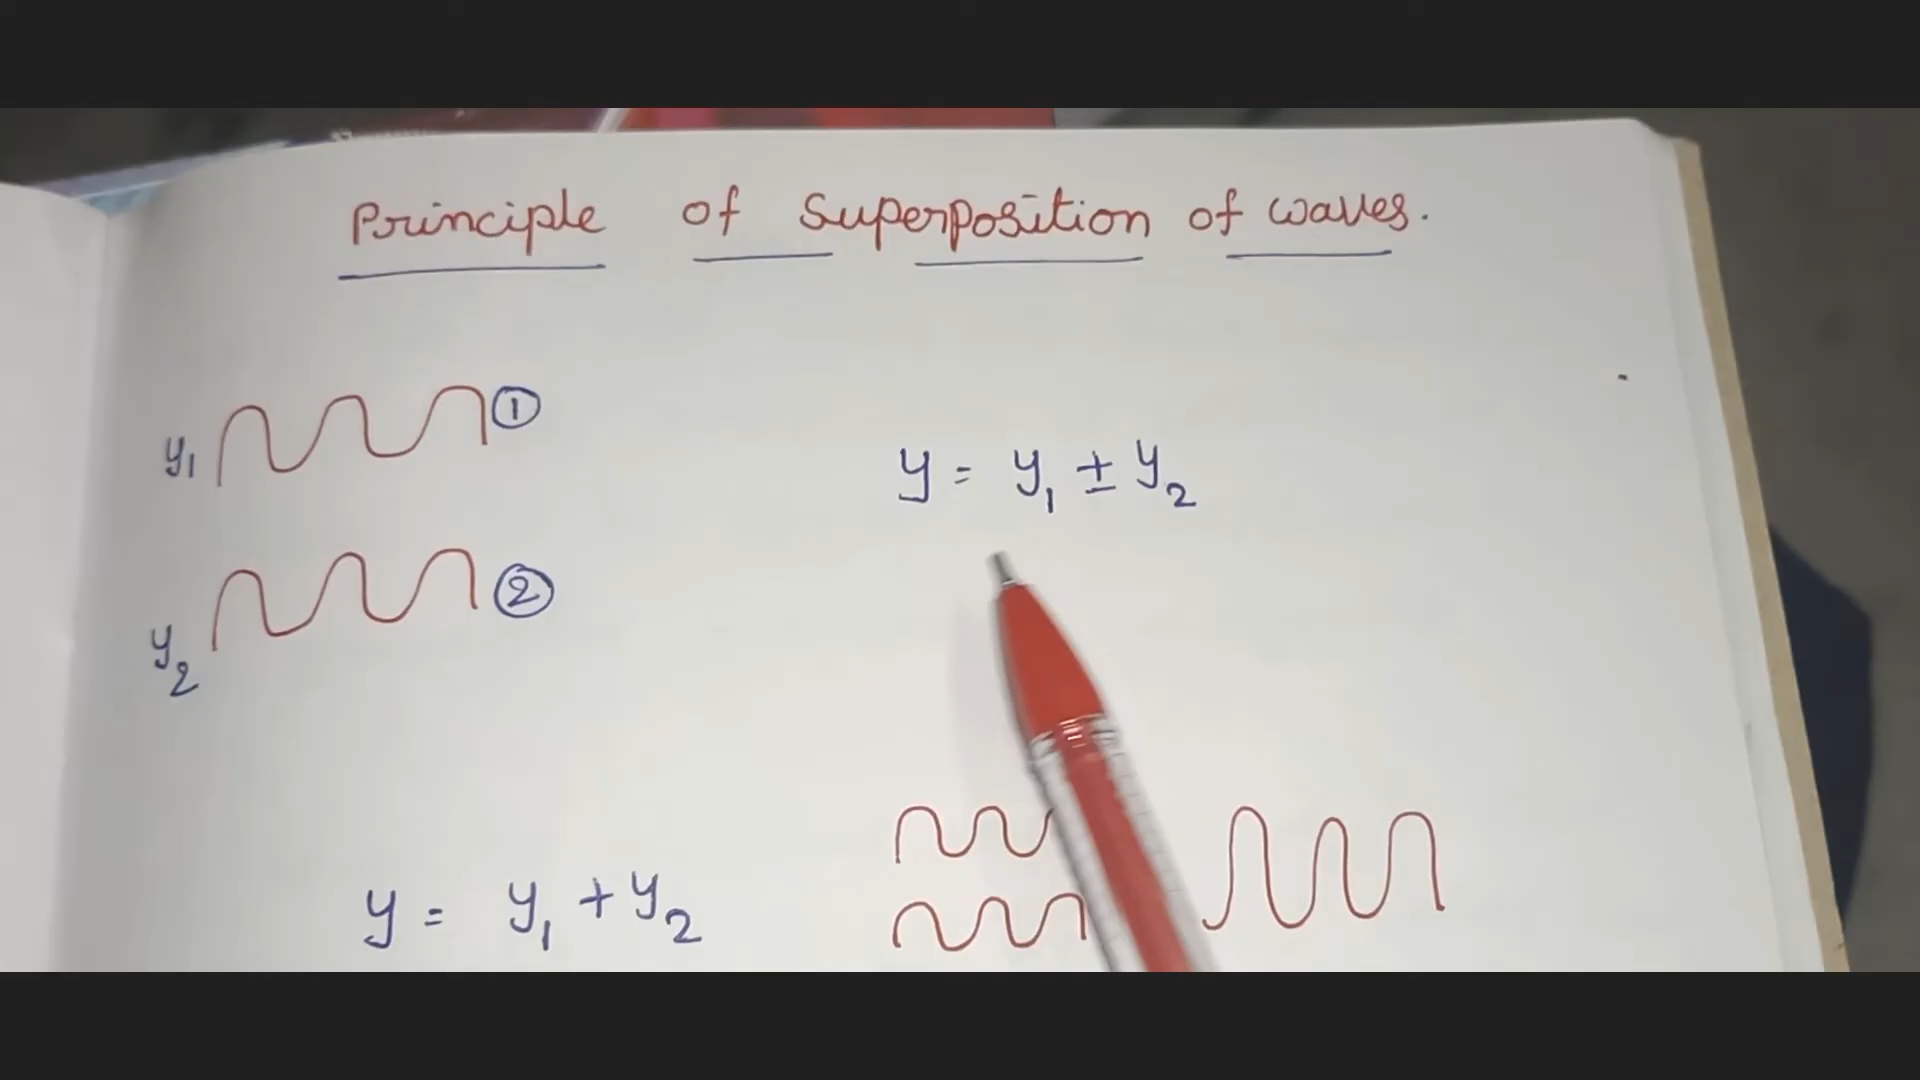 Principle of Superposition of waves.
y₁ ①
y = y₁ ± y₂
y₂ ②
y = y₁ + y₂